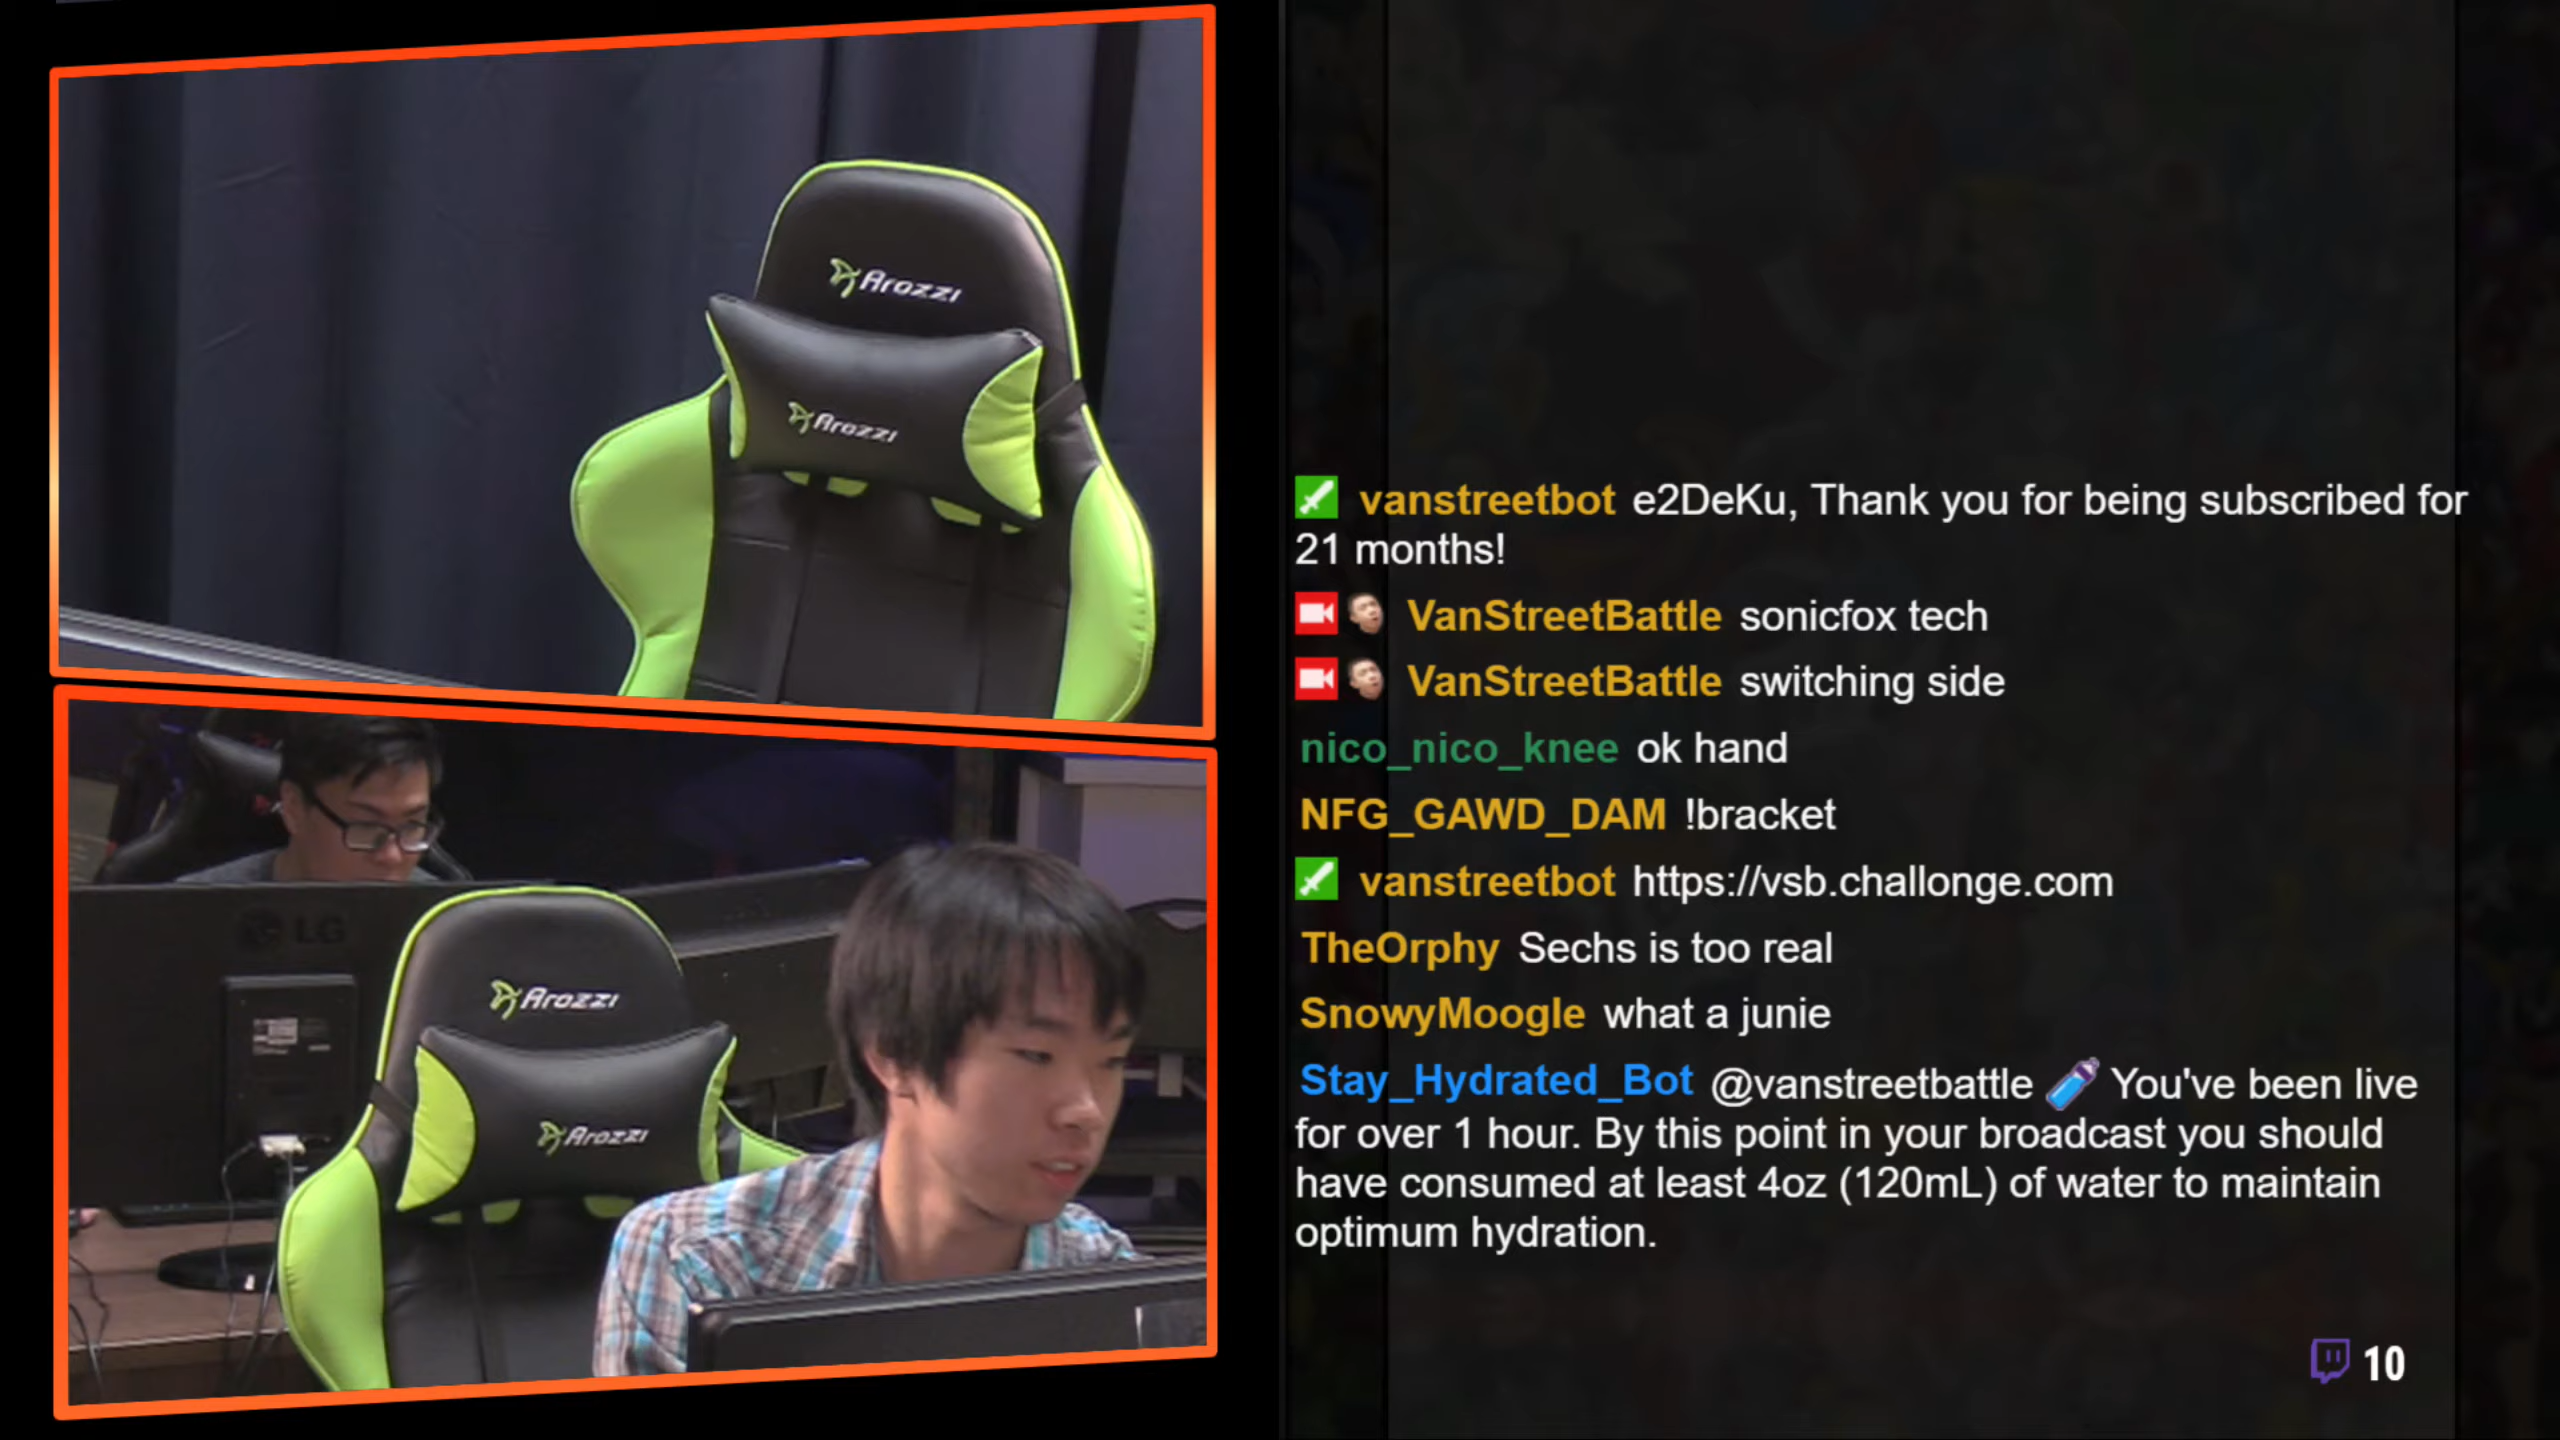 Arozzi
Arozzi
LG
Arozzi
Arozzi
vanstreetbot e2DeKu, Thank you for being subscribed for
21 months!
VanStreetBattle sonicfox tech
VanStreetBattle switching side
nico_nico_knee ok hand
NFG_GAWD_DAM !bracket
vanstreetbot https://vsb.challonge.com
TheOrphy Sechs is too real
SnowyMoogle what a junie
Stay_Hydrated_Bot @vanstreetbattle You've been live
for over 1 hour. By this point in your broadcast you should
have consumed at least 4oz (120mL) of water to maintain
optimum hydration.
10